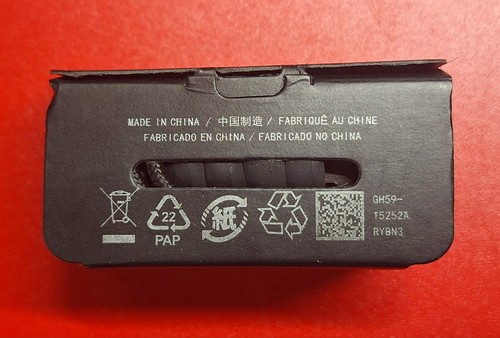 MADE IN CHINA / 中国制造 / FABRIQUÉ AU CHINE
FABRICADO EN CHINA / FABRICADO NO CHINA
22
PAP
紙
GH59-
15252A
RYBN3